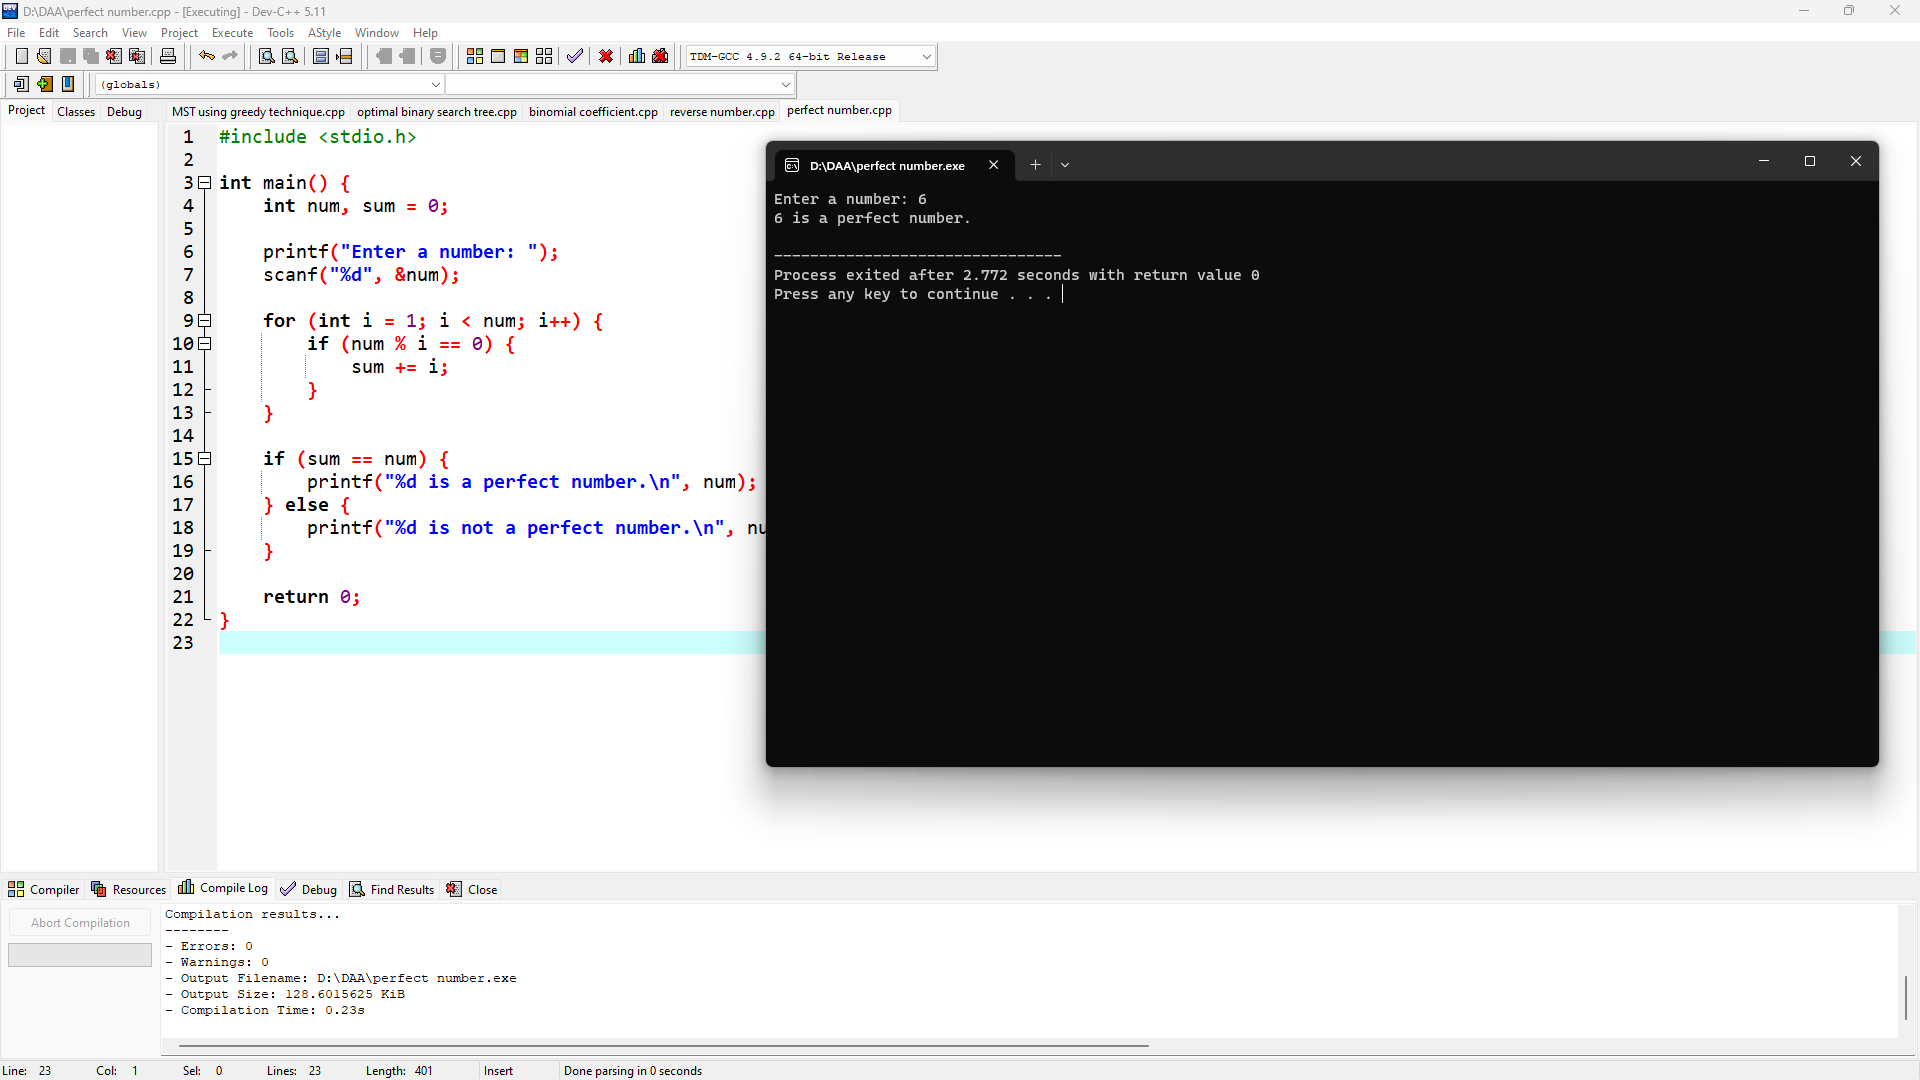 D:\DAA\perfect number.cpp - [Executing] - Dev-C++ 5.11
File Edit Search View Project Execute Tools AStyle Window Help
TDM-GCC 4.9.2 64-bit Release
(globals)
Project Classes Debug
MST using greedy technique.cpp optimal binary search tree.cpp binomial coefficient.cpp reverse number.cpp perfect number.cpp
1 #include <stdio.h>
2
3 int main() {
4 int num, sum = 0;
5
6 printf("Enter a number: ");
7 scanf("%d", &num);
8
9 for (int i = 1; i < num; i++) {
10 if (num % i == 0) {
11 sum += i;
12 }
13 }
14
15 if (sum == num) {
16 printf("%d is a perfect number.\n", num);
17 } else {
18 printf("%d is not a perfect number.\n", nu
19 }
20
21 return 0;
22 }
23
D:\DAA\perfect number.exe
Enter a number: 6
6 is a perfect number.
--------------------------------
Process exited after 2.772 seconds with return value 0
Press any key to continue . . .
Compiler Resources Compile Log Debug Find Results Close
Abort Compilation
Compilation results...
--------
- Errors: 0
- Warnings: 0
- Output Filename: D:\DAA\perfect number.exe
- Output Size: 128.6015625 KiB
- Compilation Time: 0.23s
Line: 23 Col: 1 Sel: 0 Lines: 23 Length: 401 Insert Done parsing in 0 seconds